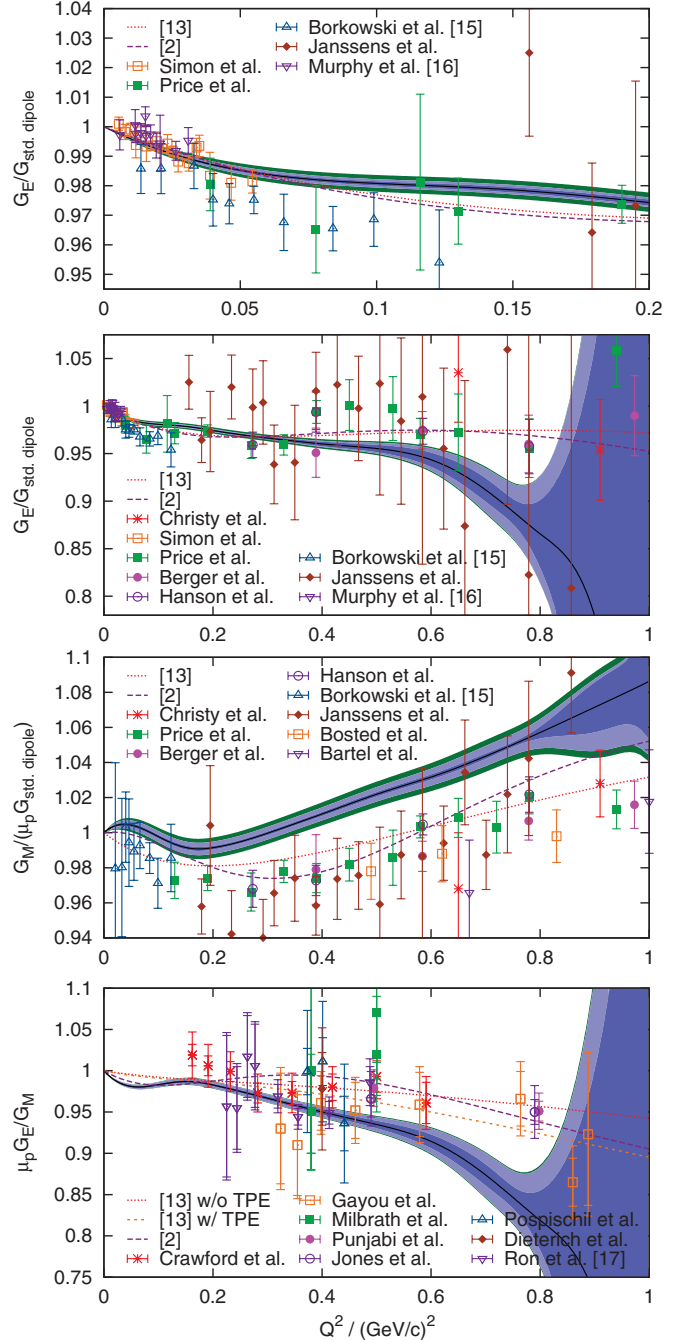 1.04
1.03
1.02
1.01
1.00
0.99
0.98
0.97
0.96
0.95
G_E/G_std. dipole
[13]
[2]
Simon et al.
Price et al.
Borkowski et al. [15]
Janssens et al.
Murphy et al. [16]
0 0.05 0.1 0.15 0.2
1.05
1
0.95
0.9
0.85
0.8
G_E/G_std. dipole
[13]
[2]
Christy et al.
Simon et al.
Price et al.
Berger et al.
Hanson et al.
Borkowski et al. [15]
Janssens et al.
Murphy et al. [16]
0 0.2 0.4 0.6 0.8 1
1.1
1.08
1.06
1.04
1.02
1.00
0.98
0.96
0.94
G_M/(μ_pG_std. dipole)
[13]
[2]
Christy et al.
Price et al.
Berger et al.
Hanson et al.
Borkowski et al. [15]
Janssens et al.
Bosted et al.
Bartel et al.
0 0.2 0.4 0.6 0.8 1
1.1
1.05
1
0.95
0.9
0.85
0.8
0.75
μ_pG_E/G_M
[13] w/o TPE
[13] w/ TPE
[2]
Crawford et al.
Gayou et al.
Milbrath et al.
Punjabi et al.
Jones et al.
Pospischil et al.
Dieterich et al.
Ron et al. [17]
0 0.2 0.4 0.6 0.8 1
Q² / (GeV/c)²